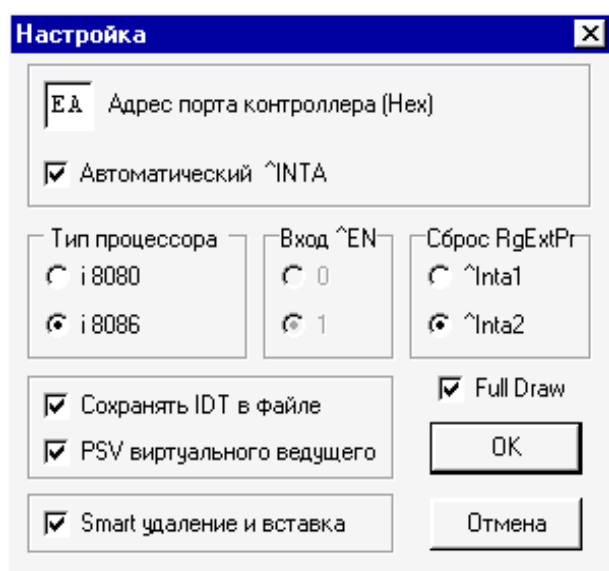 Настройка
EA Адрес порта контроллера (Hex)
Автоматический ^INTA
Тип процессора
i 8080
i 8086
Вход ^EN
0
1
Сброс RgExtPr
^Inta1
^Inta2
Сохранять IDT в файле
PSV виртуального ведущего
Smart удаление и вставка
Full Draw
OK
Отмена